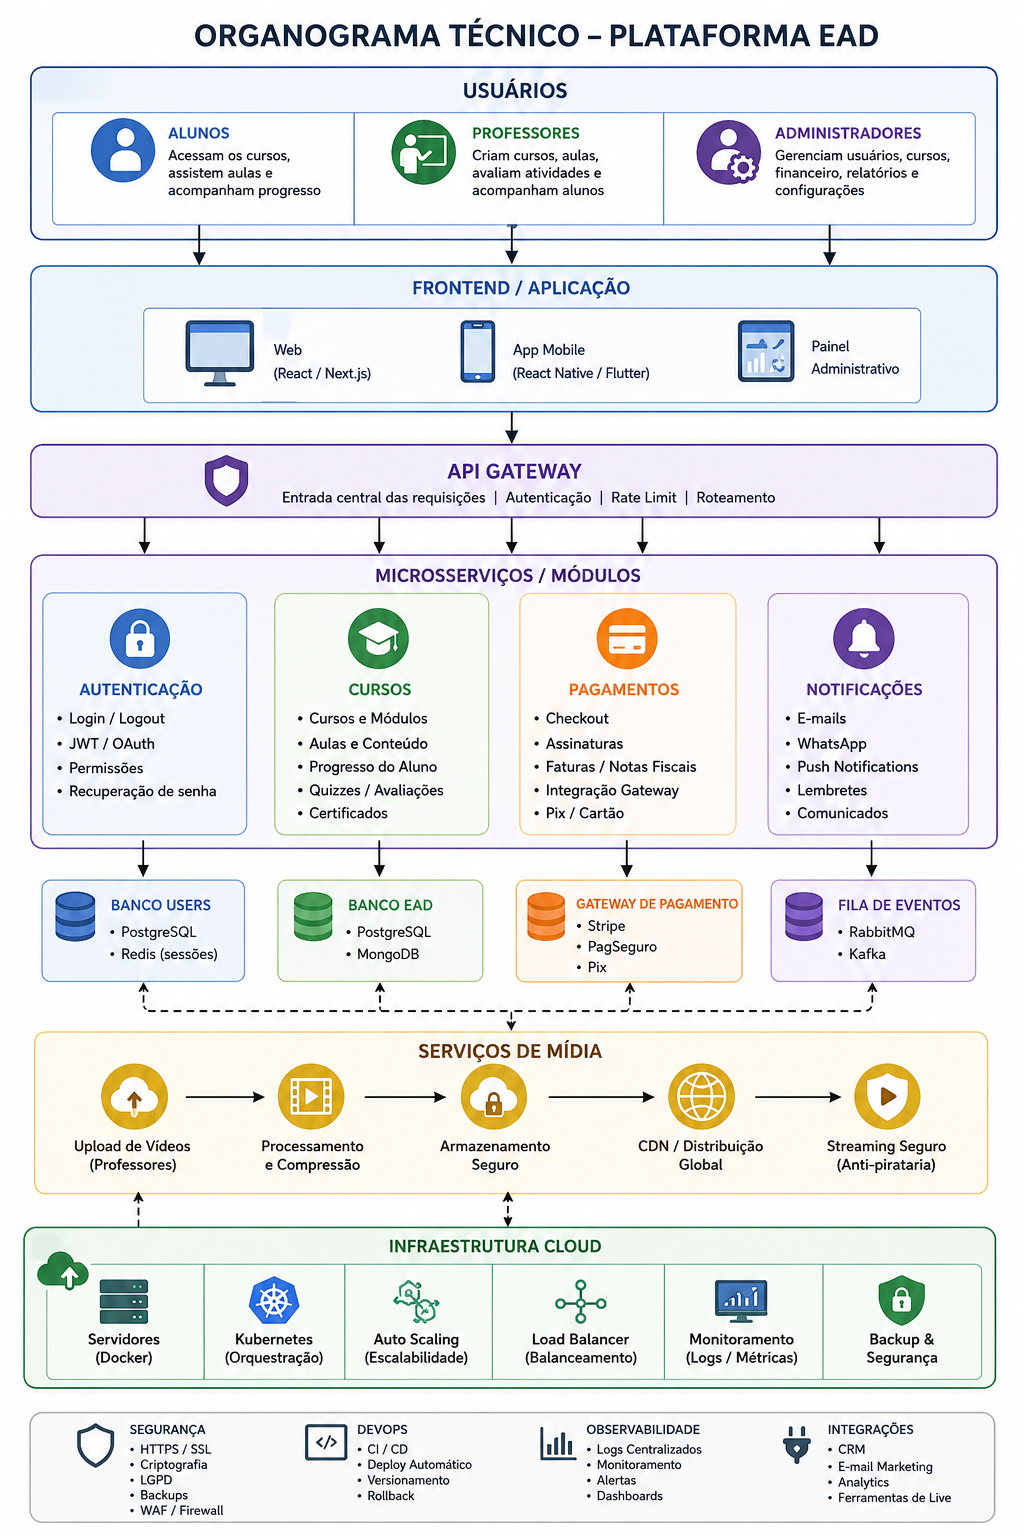 ORGANOGRAMA TÉCNICO – PLATAFORMA EAD
USUÁRIOS
ALUNOS
Acessam os cursos,
assistem aulas e
acompanham progresso
PROFESSORES
Criam cursos, aulas,
avaliam atividades e
acompanham alunos
ADMINISTRADORES
Gerenciam usuários, cursos,
financeiro, relatórios e
configurações
FRONTEND / APLICAÇÃO
Web
(React / Next.js)
App Mobile
(React Native / Flutter)
Painel
Administrativo
API GATEWAY
Entrada central das requisições | Autenticação | Rate Limit | Roteamento
MICROSSERVIÇOS / MÓDULOS
AUTENTICAÇÃO
• Login / Logout
• JWT / OAuth
• Permissões
• Recuperação de senha
CURSOS
• Cursos e Módulos
• Aulas e Conteúdo
• Progresso do Aluno
• Quizzes / Avaliações
• Certificados
PAGAMENTOS
• Checkout
• Assinaturas
• Faturas / Notas Fiscais
• Integração Gateway
• Pix / Cartão
NOTIFICAÇÕES
• E-mails
• WhatsApp
• Push Notifications
• Lembretes
• Comunicados
BANCO USERS
• PostgreSQL
• Redis (sessões)
BANCO EAD
• PostgreSQL
• MongoDB
GATEWAY DE PAGAMENTO
• Stripe
• PagSeguro
• Pix
FILA DE EVENTOS
• RabbitMQ
• Kafka
SERVIÇOS DE MÍDIA
Upload de Vídeos
(Professores)
Processamento
e Compressão
Armazenamento
Seguro
CDN / Distribuição
Global
Streaming Seguro
(Anti-pirataria)
INFRAESTRUTURA CLOUD
Servidores
(Docker)
Kubernetes
(Orquestração)
Auto Scaling
(Escalabilidade)
Load Balancer
(Balanceamento)
Monitoramento
(Logs / Métricas)
Backup &
Segurança
SEGURANÇA
• HTTPS / SSL
• Criptografia
• LGPD
• Backups
• WAF / Firewall
DEVOPS
• CI / CD
• Deploy Automático
• Versionamento
• Rollback
OBSERVABILIDADE
• Logs Centralizados
• Monitoramento
• Alertas
• Dashboards
INTEGRAÇÕES
• CRM
• E-mail Marketing
• Analytics
• Ferramentas de Live